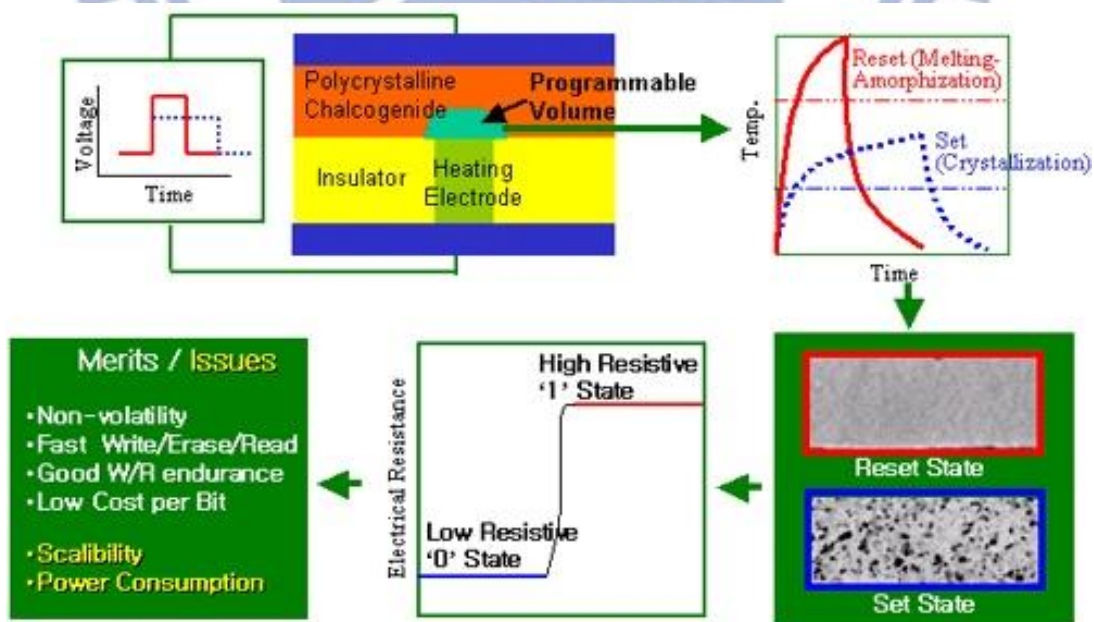 Voltage
Time
Polycrystalline
Chalcogenide
Programmable
Volume
Insulator
Heating
Electrode
Temp.
Reset (Melting-
Amorphization)
Set
(Crystallization)
Time
Merits / Issues
•Non-volatility
•Fast Write/Erase/Read
•Good W/R endurance
•Low Cost per Bit
•Scalibility
•Power Consumption
Electrical Resistance
High Resistive
‘1’ State
Low Resistive
‘0’ State
Reset State
Set State